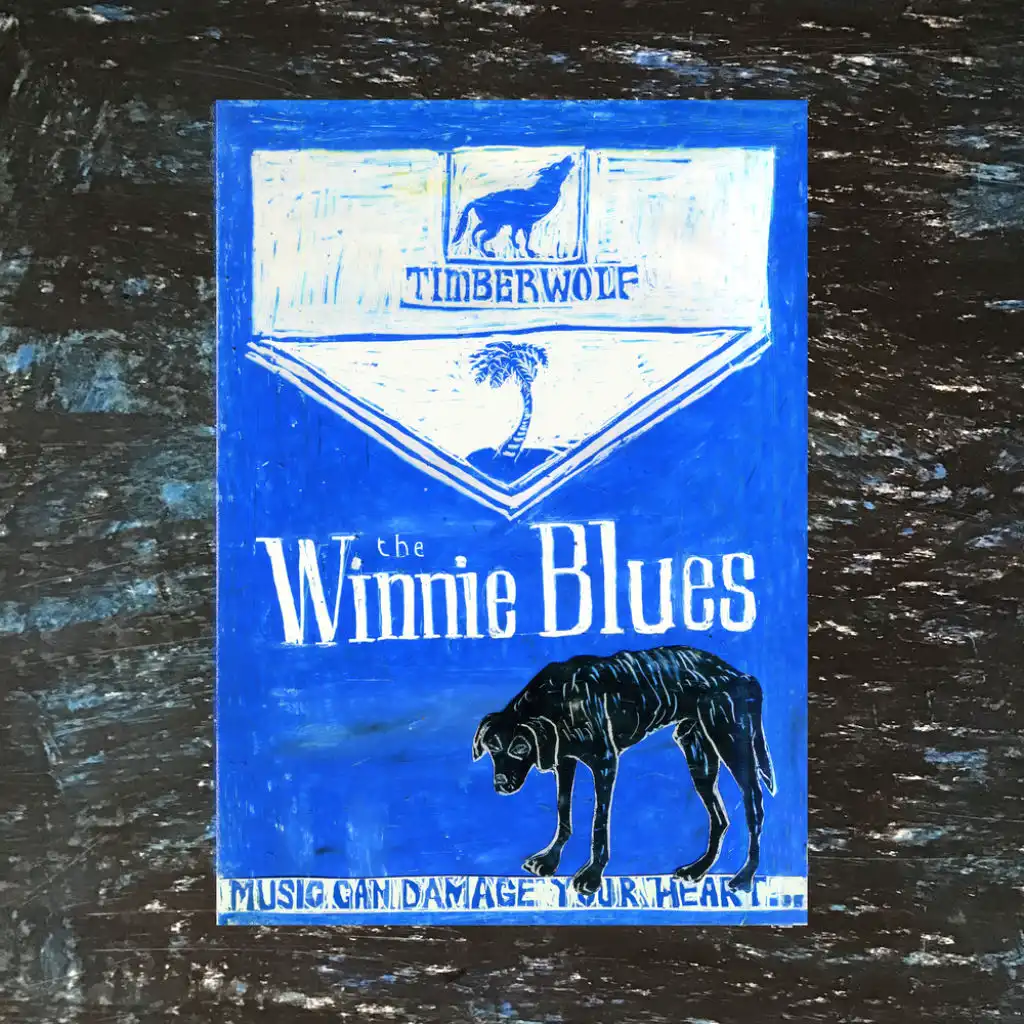 TIMBERWOLF
the
Winnie Blues
MUSIC CAN DAMAGE YOUR HEART...